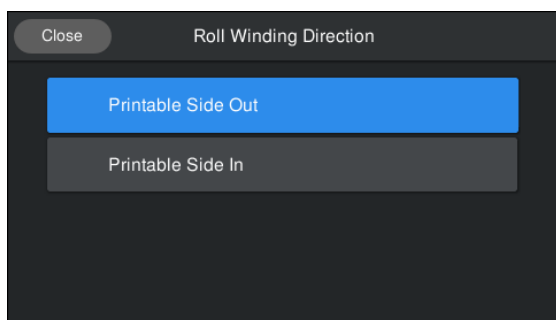 Close Roll Winding Direction
Printable Side Out
Printable Side In